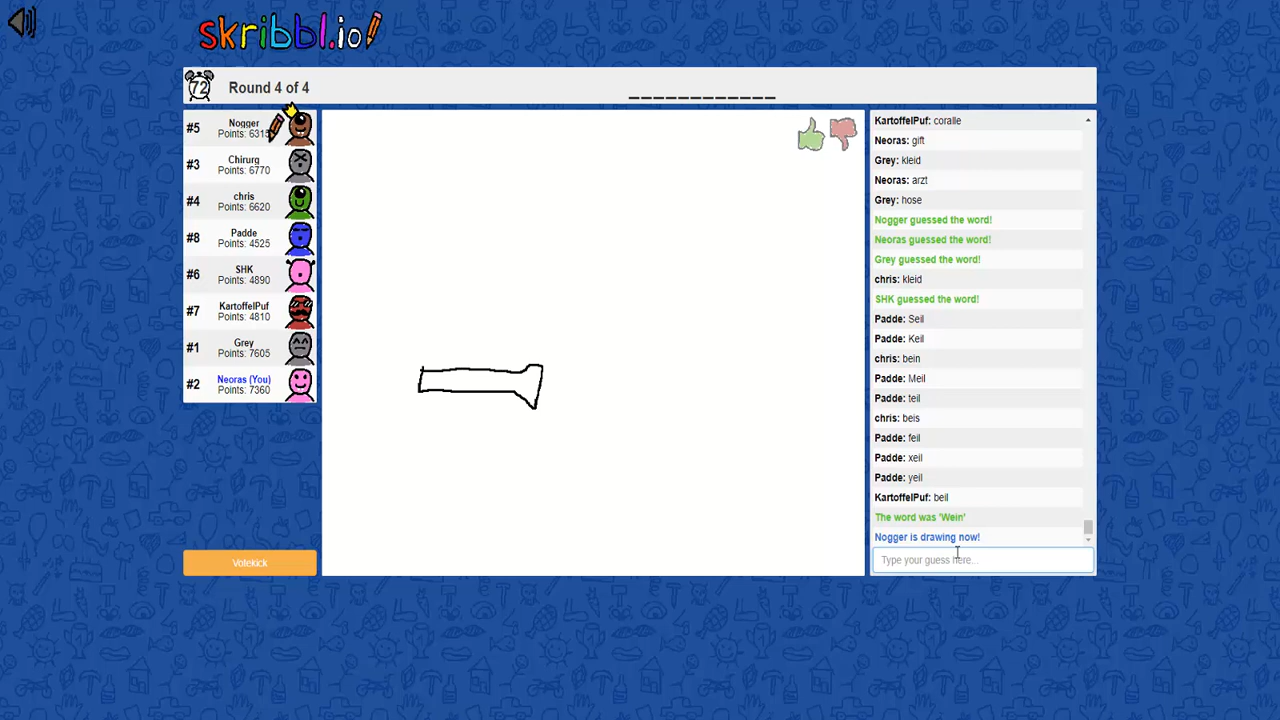 skribbl.io
72
Round 4 of 4
____________
#5
Nogger
Points: 6315
#3
Chirurg
Points: 6770
#4
chris
Points: 6620
#8
Padde
Points: 4525
#6
SHK
Points: 4890
#7
KartoffelPuf
Points: 4810
#1
Grey
Points: 7605
#2
Neoras (You)
Points: 7360
Votekick
KartoffelPuf: coralle
Neoras: gift
Grey: kleid
Neoras: arzt
Grey: hose
Nogger guessed the word!
Neoras guessed the word!
Grey guessed the word!
chris: kleid
SHK guessed the word!
Padde: Seil
Padde: Keil
chris: bein
Padde: Meil
Padde: teil
chris: beis
Padde: feil
Padde: xeil
Padde: yeil
KartoffelPuf: beil
The word was 'Wein'
Nogger is drawing now!
Type your guess here...